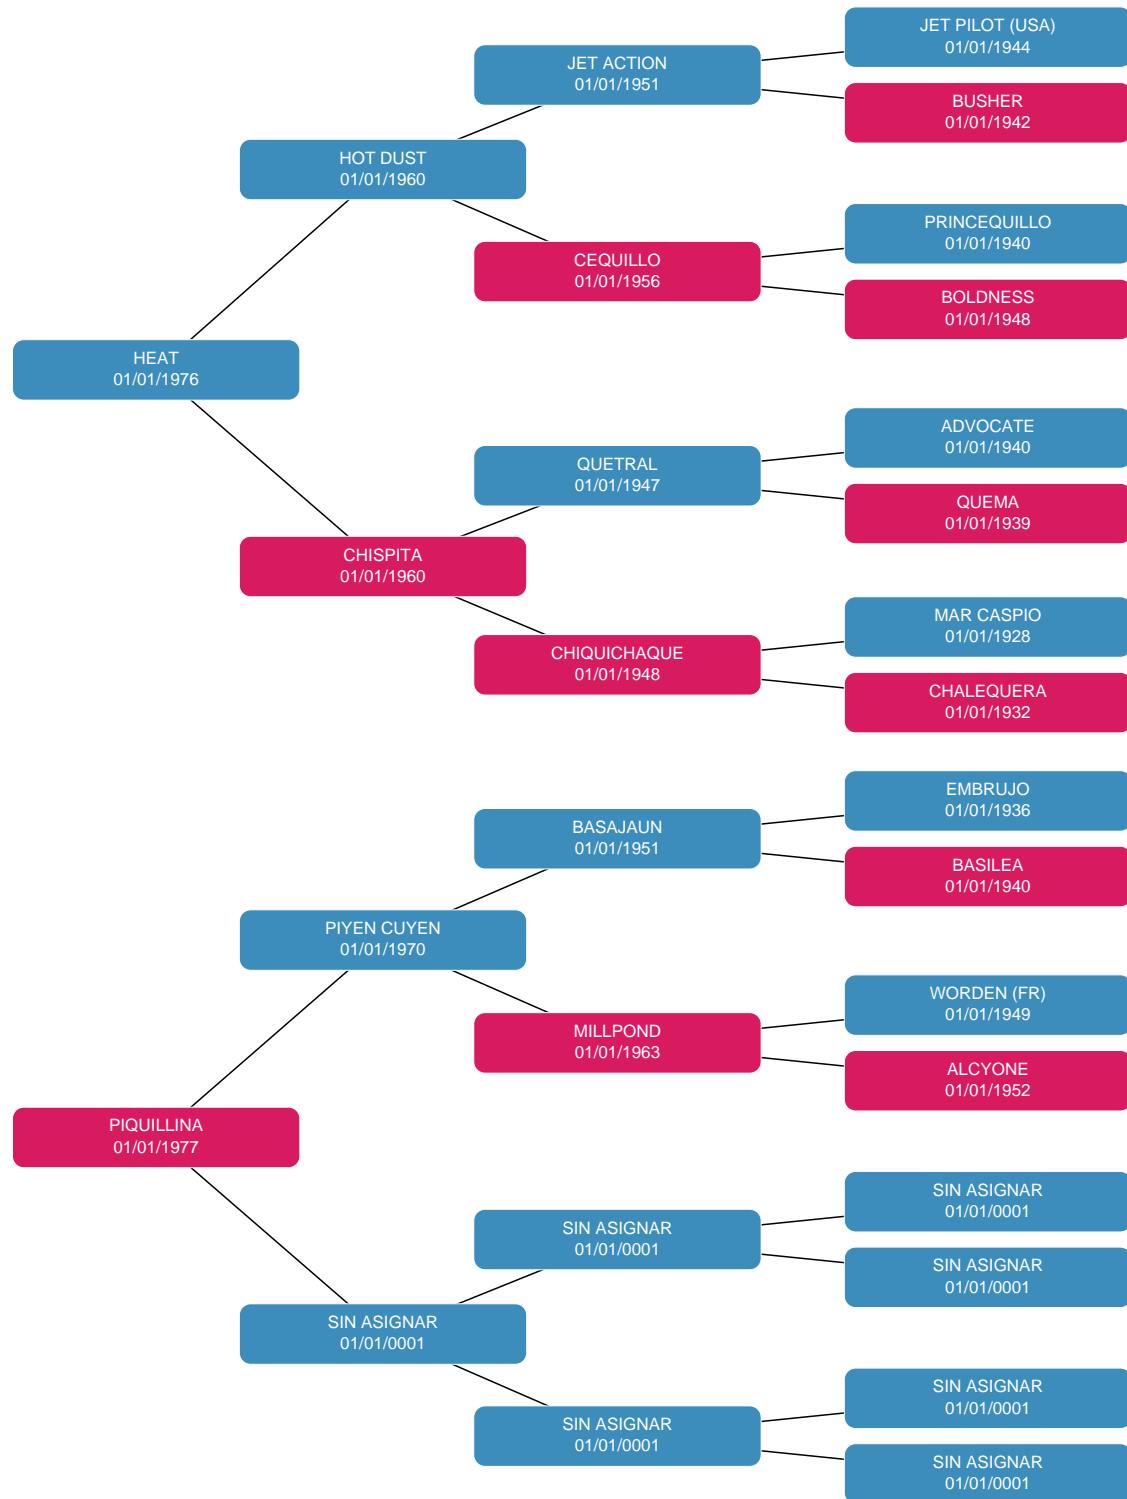 JET PILOT (USA)
01/01/1944
JET ACTION
01/01/1951
BUSHER
01/01/1942
HOT DUST
01/01/1960
PRINCEQUILLO
01/01/1940
CEQUILLO
01/01/1956
BOLDNESS
01/01/1948
HEAT
01/01/1976
ADVOCATE
01/01/1940
QUETRAL
01/01/1947
QUEMA
01/01/1939
CHISPITA
01/01/1960
MAR CASPIO
01/01/1928
CHIQUICHAQUE
01/01/1948
CHALEQUERA
01/01/1932
EMBRUJO
01/01/1936
BASAJAUN
01/01/1951
BASILEA
01/01/1940
PIYEN CUYEN
01/01/1970
WORDEN (FR)
01/01/1949
MILLPOND
01/01/1963
ALCYONE
01/01/1952
PIQUILLINA
01/01/1977
SIN ASIGNAR
01/01/0001
SIN ASIGNAR
01/01/0001
SIN ASIGNAR
01/01/0001
SIN ASIGNAR
01/01/0001
SIN ASIGNAR
01/01/0001
SIN ASIGNAR
01/01/0001
SIN ASIGNAR
01/01/0001